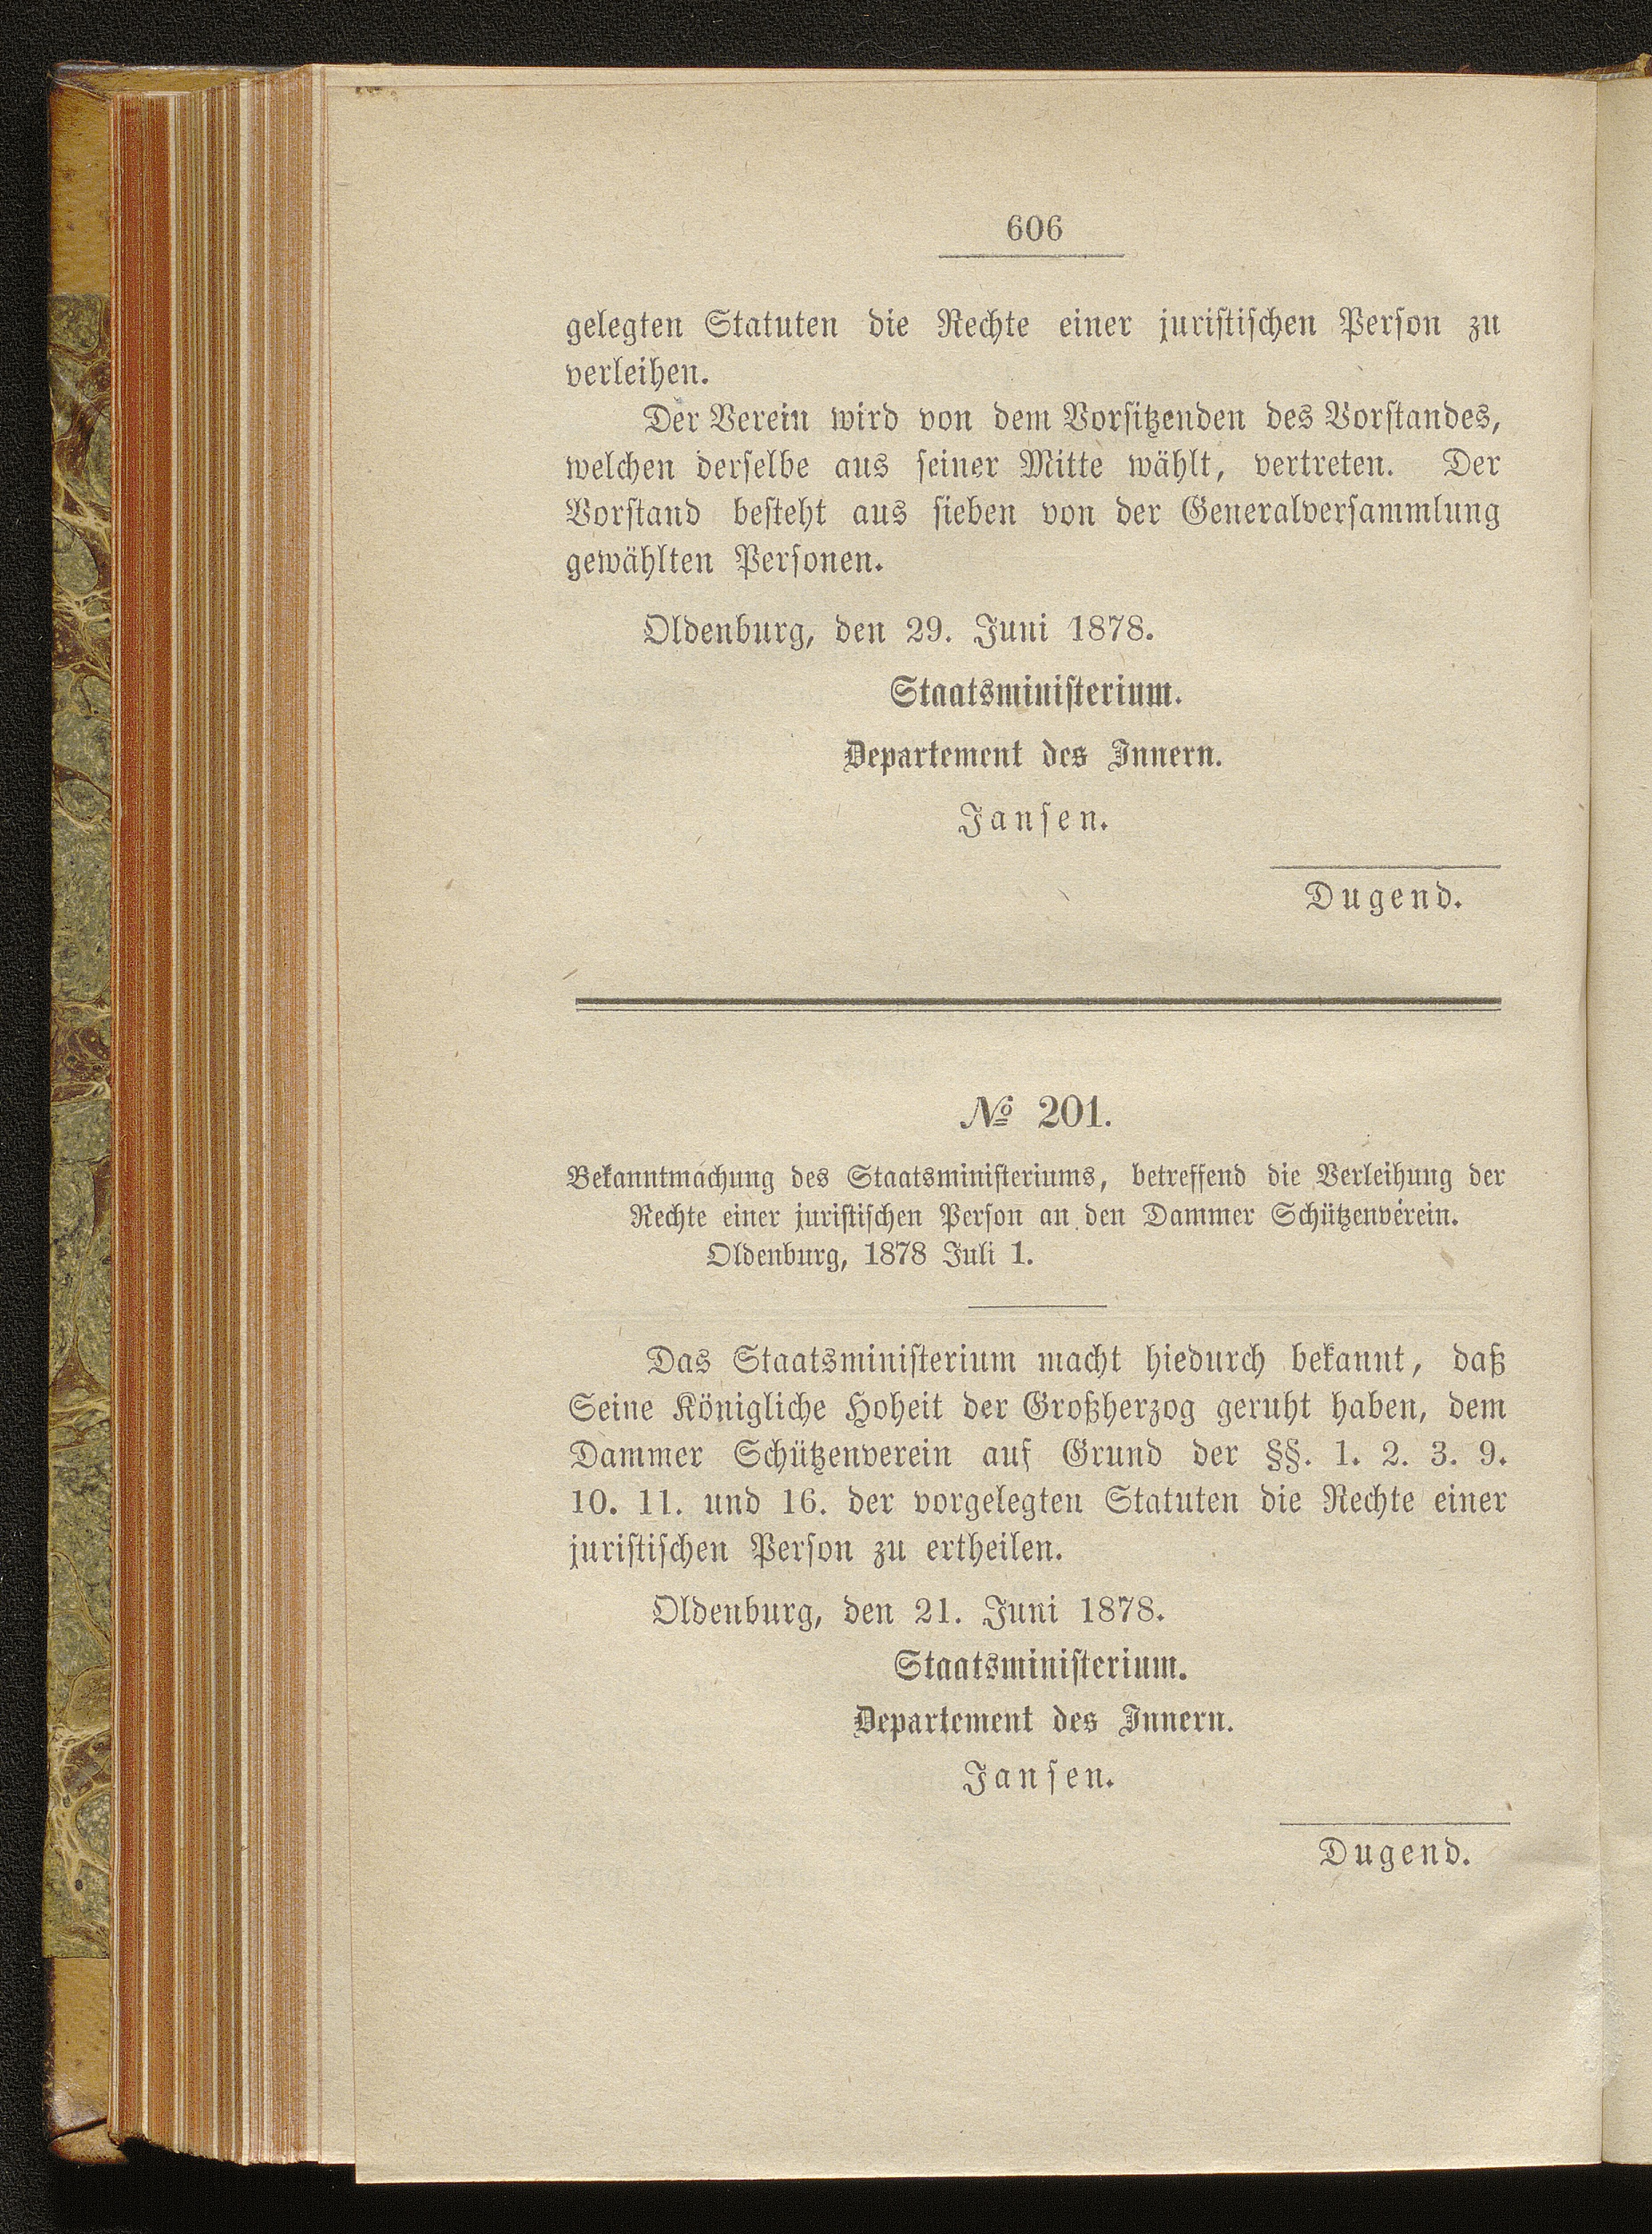 606
gelegten Statuten die Rechte einer juristischen Person zu
verleihen.
Der Verein wird von dem Vorsitzenden des Vorstandes,
welchen derselbe aus seiner Mitte wählt, vertreten. Der
Vorstand besteht aus sieben von der Generalversammlung
gewählten Personen.
Oldenburg, den 29. Juni 1878.
Staatsministerium.
Departement des Innern.
Jansen.
Dugend.
№ 201.
Bekanntmachung des Staatsministeriums, betreffend die Verleihung der
Rechte einer juristischen Person an den Dammer Schützenverein.
Oldenburg, 1878 Juli 1.
Das Staatsministerium macht hiedurch bekannt, daß
Seine Königliche Hoheit der Großherzog geruht haben, dem
Dammer Schützenverein auf Grund der §§. 1. 2. 3. 9.
10. 11. und 16. der vorgelegten Statuten die Rechte einer
juristischen Person zu ertheilen.
Oldenburg, den 21. Juni 1878.
Staatsministerium.
Departement des Innern.
Jansen.
Dugend.